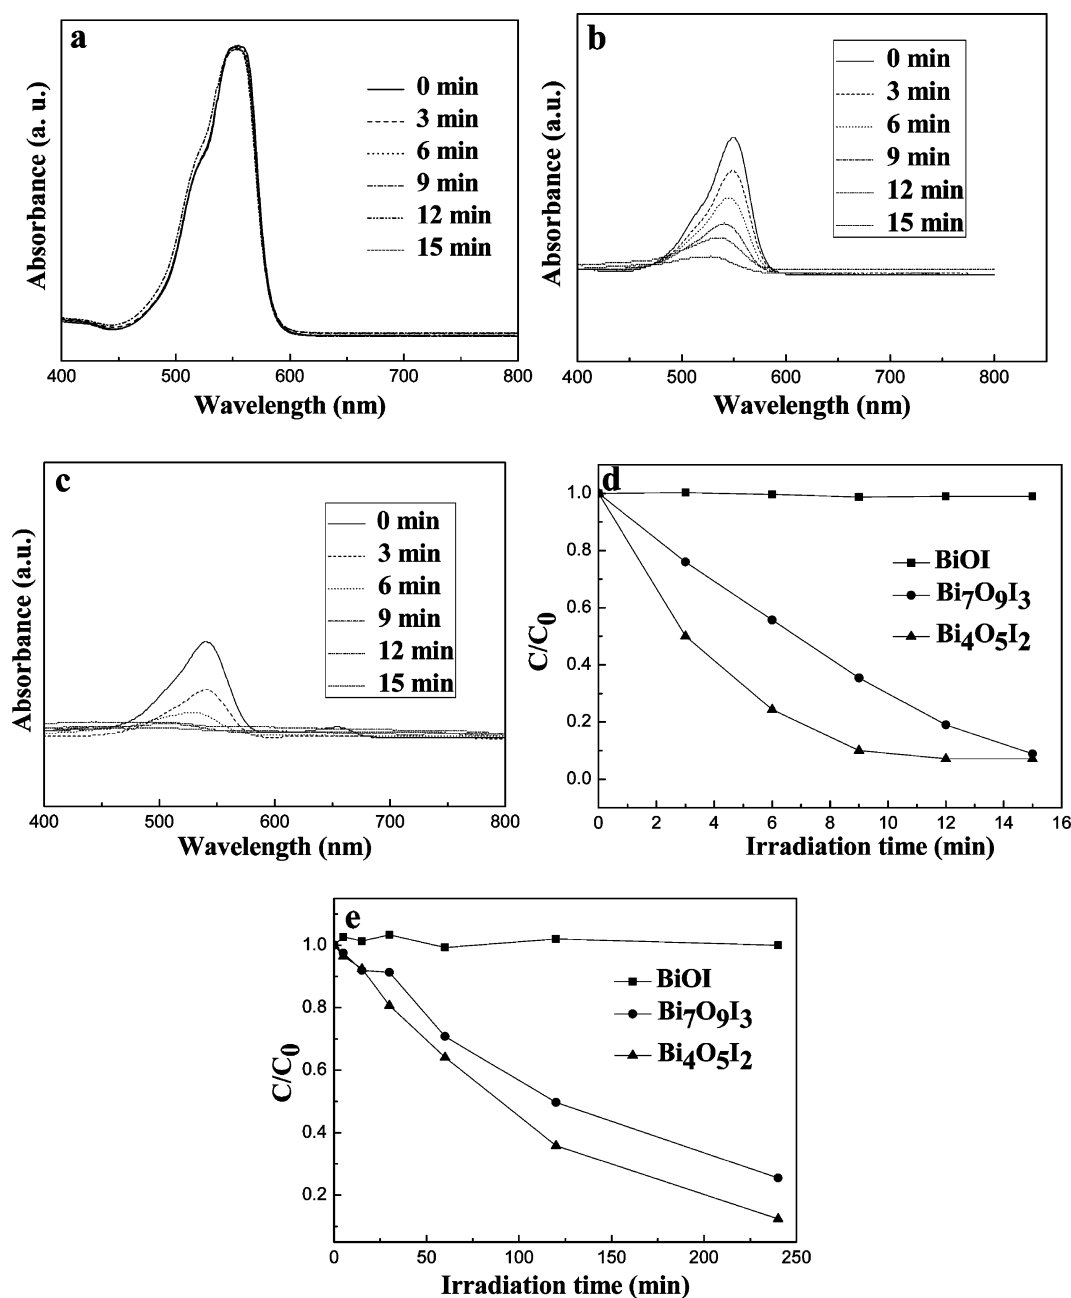 a
0 min
3 min
6 min
9 min
12 min
15 min
Absorbance (a. u.)
400 500 600 700 800
Wavelength (nm)
b
0 min
3 min
6 min
9 min
12 min
15 min
Absorbance (a.u.)
400 500 600 700 800
Wavelength (nm)
c
0 min
3 min
6 min
9 min
12 min
15 min
Absorbance (a.u.)
400 500 600 700 800
Wavelength (nm)
d
1.0
0.8
0.6
0.4
0.2
0.0
C/C0
BiOI
Bi7O9I3
Bi4O5I2
0 2 4 6 8 10 12 14 16
Irradiation time (min)
e
1.0
0.8
0.6
0.4
0.2
C/C0
BiOI
Bi7O9I3
Bi4O5I2
0 50 100 150 200 250
Irradiation time (min)